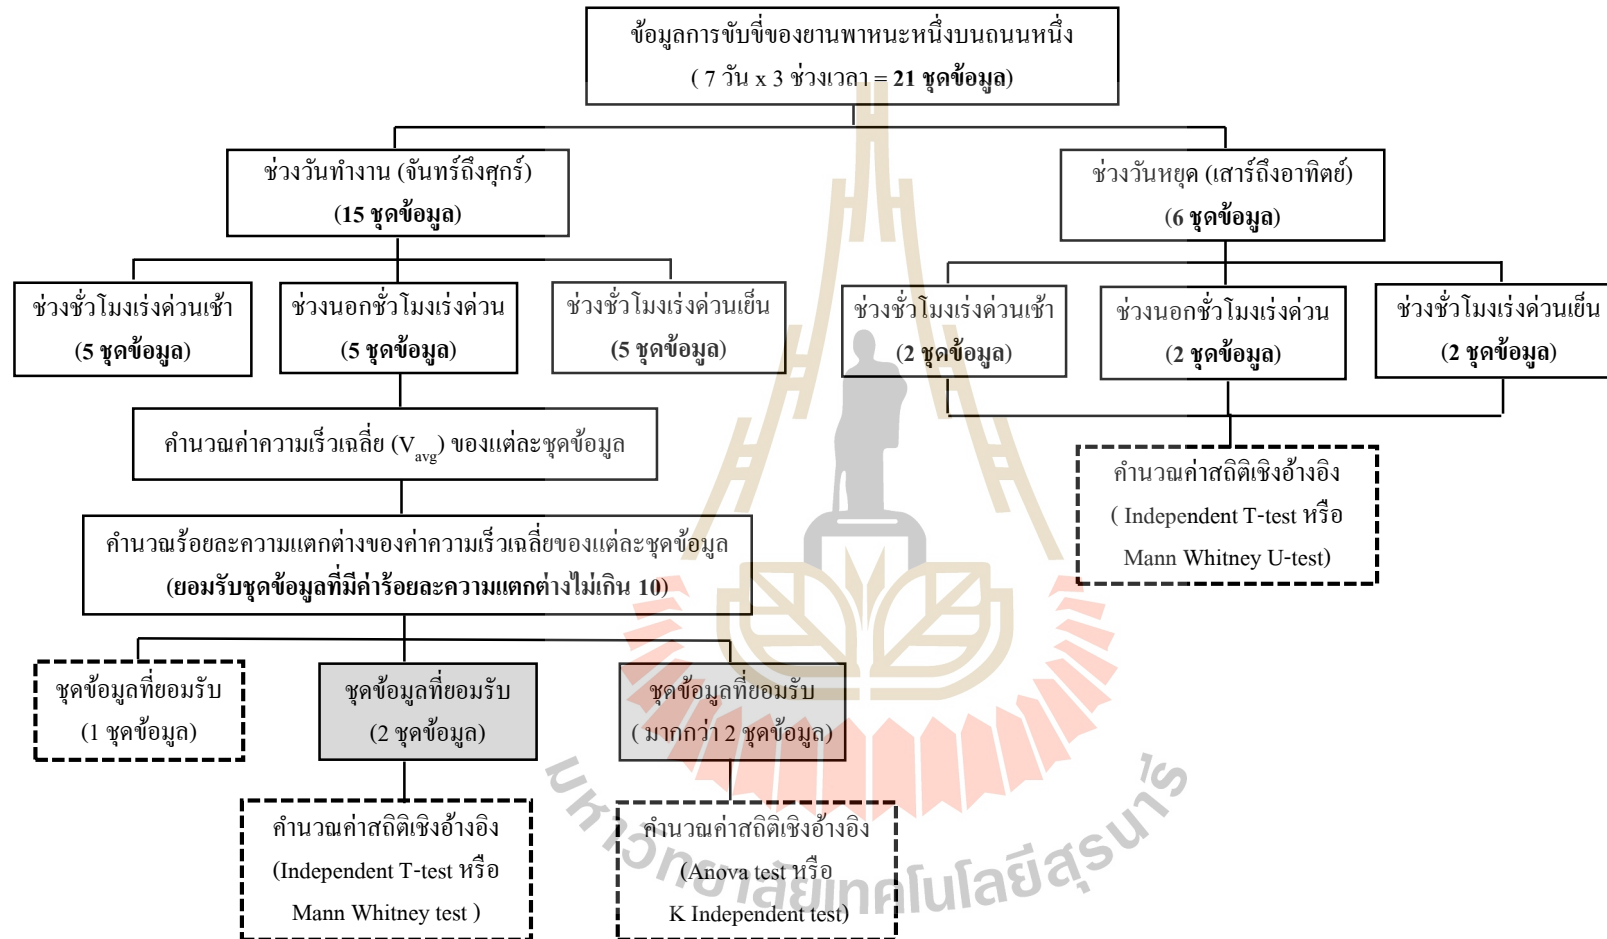 ข้อมูลการขับขี่ของยานพาหนะหนึ่งบนถนนหนึ่ง
( 7 วัน x 3 ช่วงเวลา = 21 ชุดข้อมูล)
ช่วงวันทำงาน (จันทร์ถึงศุกร์)
(15 ชุดข้อมูล)
ช่วงวันหยุด (เสาร์ถึงอาทิตย์)
(6 ชุดข้อมูล)
ช่วงชั่วโมงเร่งด่วนเช้า
(5 ชุดข้อมูล)
ช่วงนอกชั่วโมงเร่งด่วน
(5 ชุดข้อมูล)
ช่วงชั่วโมงเร่งด่วนเย็น
(5 ชุดข้อมูล)
ช่วงชั่วโมงเร่งด่วนเช้า
(2 ชุดข้อมูล)
ช่วงนอกชั่วโมงเร่งด่วน
(2 ชุดข้อมูล)
ช่วงชั่วโมงเร่งด่วนเย็น
(2 ชุดข้อมูล)
คำนวณค่าความเร็วเฉลี่ย (Vavg) ของแต่ละชุดข้อมูล
คำนวณค่าสถิติเชิงอ้างอิง
( Independent T-test หรือ
Mann Whitney U-test)
คำนวณร้อยละความแตกต่างของค่าความเร็วเฉลี่ยของแต่ละชุดข้อมูล
(ยอมรับชุดข้อมูลที่มีค่าร้อยละความแตกต่างไม่เกิน 10)
ชุดข้อมูลที่ยอมรับ
(1 ชุดข้อมูล)
ชุดข้อมูลที่ยอมรับ
(2 ชุดข้อมูล)
ชุดข้อมูลที่ยอมรับ
( มากกว่า 2 ชุดข้อมูล)
คำนวณค่าสถิติเชิงอ้างอิง
(Independent T-test หรือ
Mann Whitney test )
คำนวณค่าสถิติเชิงอ้างอิง
(Anova test หรือ
K Independent test)
มหาวิทยาลัยเทคโนโลยีสุรนารี